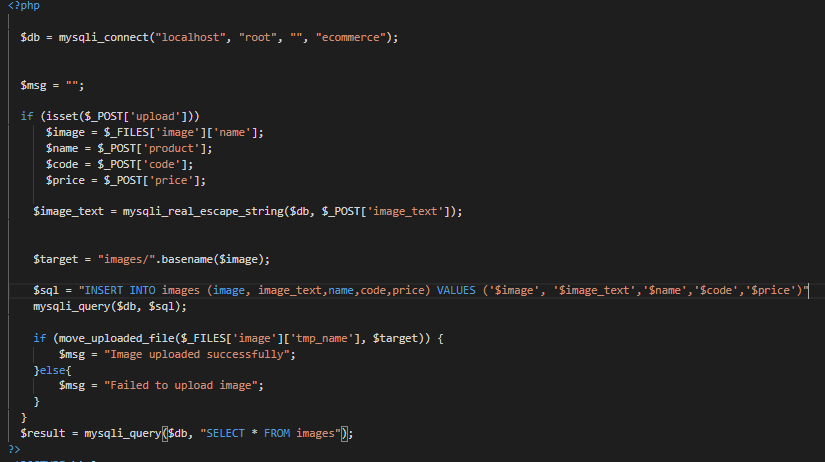 <?php
$db = mysqli_connect("localhost", "root", "", "ecommerce");
$msg = "";
if (isset($_POST['upload']))
$image = $_FILES['image']['name'];
$name = $_POST['product'];
$code = $_POST['code'];
$price = $_POST['price'];
$image_text = mysqli_real_escape_string($db, $_POST['image_text']);
$target = "images/".basename($image);
$sql = "INSERT INTO images (image, image_text,name,code,price) VALUES ('$image', '$image_text','$name','$code','$price')"
mysqli_query($db, $sql);
if (move_uploaded_file($_FILES['image']['tmp_name'], $target)) {
$msg = "Image uploaded successfully";
}else{
$msg = "Failed to upload image";
}
}
$result = mysqli_query($db, "SELECT * FROM images");
?>